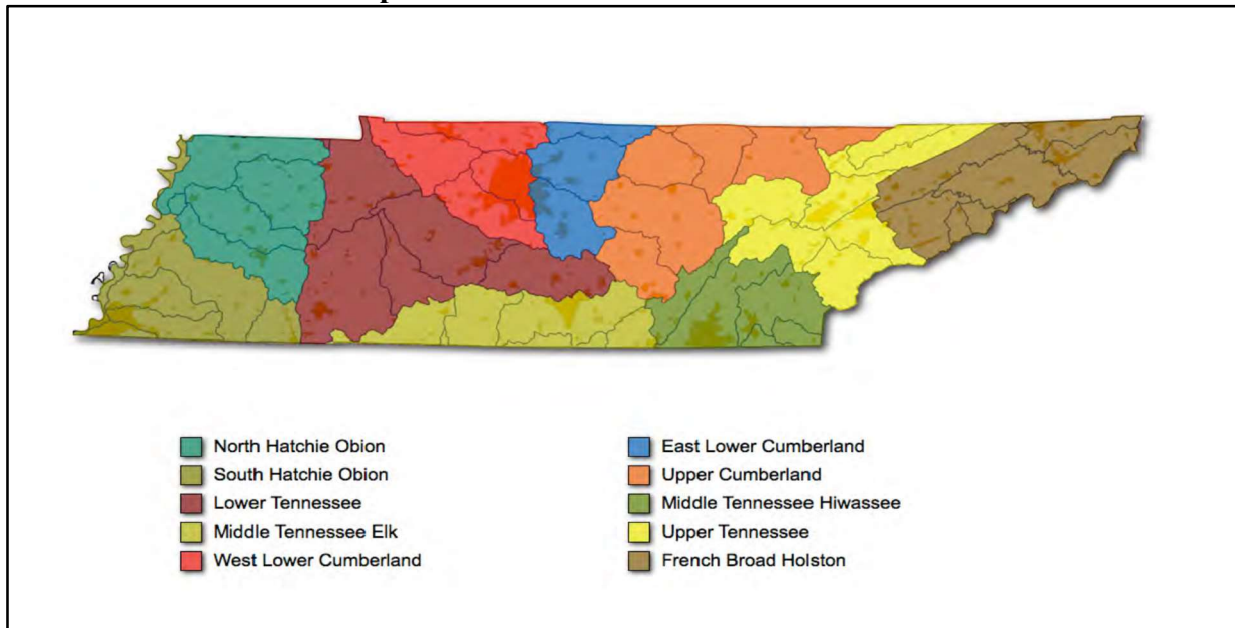 North Hatchie Obion
South Hatchie Obion
Lower Tennessee
Middle Tennessee Elk
West Lower Cumberland
East Lower Cumberland
Upper Cumberland
Middle Tennessee Hiwassee
Upper Tennessee
French Broad Holston